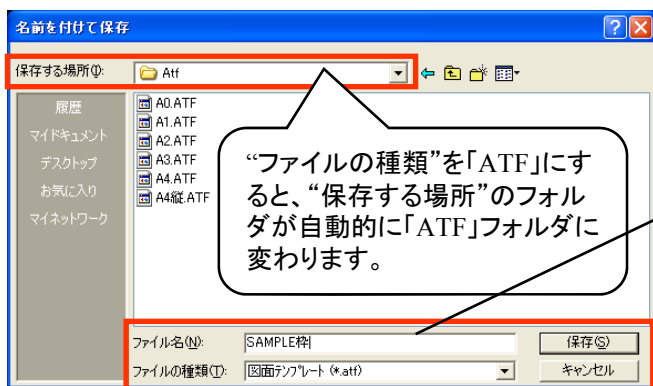 名前を付けて保存
保存する場所(I):
Atf
履歴
マイドキュメント
デスクトップ
お気に入り
マイネットワーク
A0.ATF
A1.ATF
A2.ATF
A3.ATF
A4.ATF
A4縦.ATF
“ファイルの種類”を「ATF」にす
ると、“保存する場所”のフォル
ダが自動的に「ATF」フォルダに
変わります。
ファイル名(N):
SAMPLE枠
保存(S)
ファイルの種類(T):
図面テンプレート (*.atf)
キャンセル